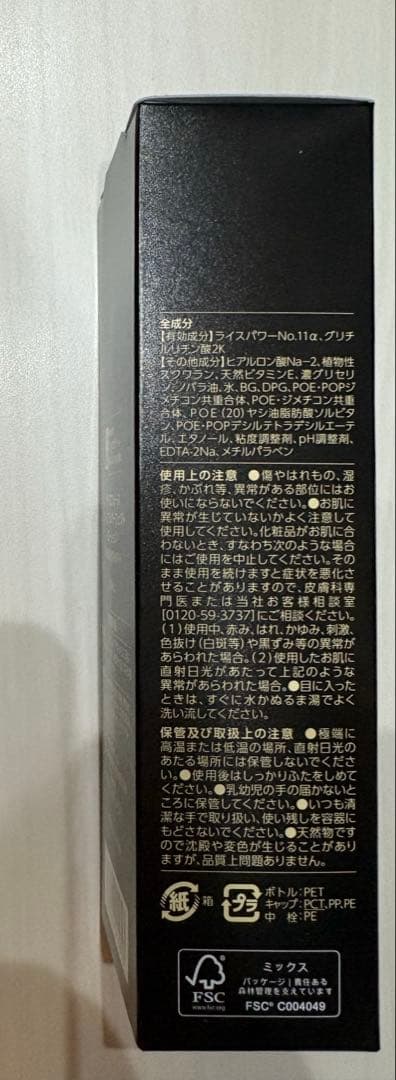 全成分
【有効成分】ライスパワーNo.11α、グリチ
ルリチン酸2K
【その他成分】ヒアルロン酸Na−2、植物性
スクワラン、天然ビタミンE、濃グリセリ
ン、ノバラ油、水、BG、DPG、POE・POPジ
メチコン共重合体、POE・ジメチコン共重
合体、P.O.E.(20)ヤシ油脂肪酸ソルビタ
ン、POE・POPデシルテトラデシルエーテ
ル、エタノール、粘度調整剤、pH調整剤、
EDTA-2Na、メチルパラベン
使用上の注意 ●傷やはれもの、湿
疹、かぶれ等、異常がある部位にはお
使いにならないでください。●お肌に
異常が生じていないかよく注意して
使用してください。化粧品がお肌に合
わないとき、すなわち次のような場合
にはご使用を中止してください。その
まま使用を続けますと症状を悪化さ
せることがありますので、皮膚科専
門医または当社お客様相談室
[0120-59-3737]にご相談ください。
(1)使用中、赤み、はれ、かゆみ、刺激、
色抜け(白斑等)や黒ずみ等の異常が
あらわれた場合。(2)使用したお肌に
直射日光があたって上記のような
異常があらわれた場合。●目に入った
ときは、すぐに水かぬるま湯でよく
洗い流してください。
保管及び取扱上の注意 ●極端に
高温または低温の場所、直射日光の
あたる場所には保管しないでくださ
い。●使用後はしっかりふたをしめて
ください。●乳幼児の手の届かないと
ころに保管してください。●いつも清
潔な手で取り扱い、使い残しを容器に
もどさないでください。●天然物です
ので沈殿や変色が生じることがあり
ますが、品質上問題ありません。
紙 箱
プラ
ボトル:PET
キャップ:PCT,PP,PE
中 栓:PE
FSC
www.fsc.org
ミックス
パッケージ|責任ある
森林管理を支えています
FSC® C004049